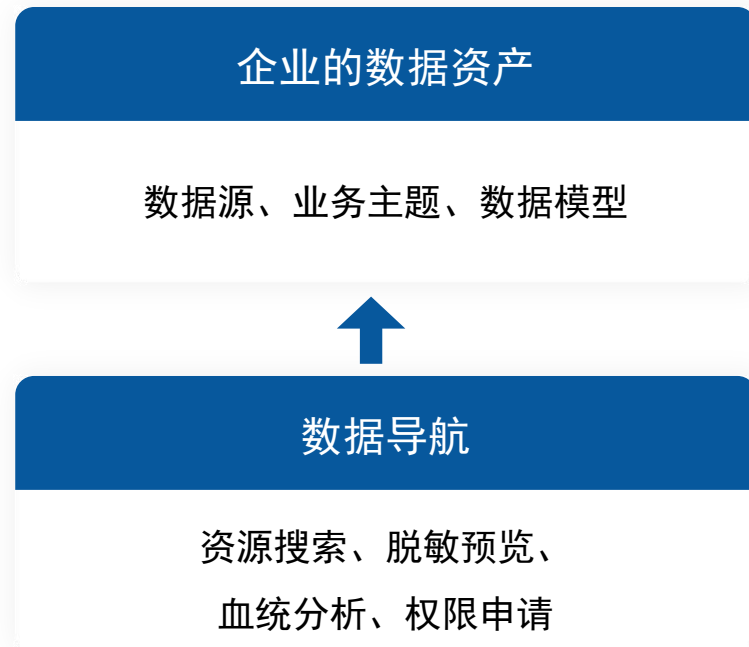 企业的数据资产
数据源、业务主题、数据模型
数据导航
资源搜索、脱敏预览、
血统分析、权限申请